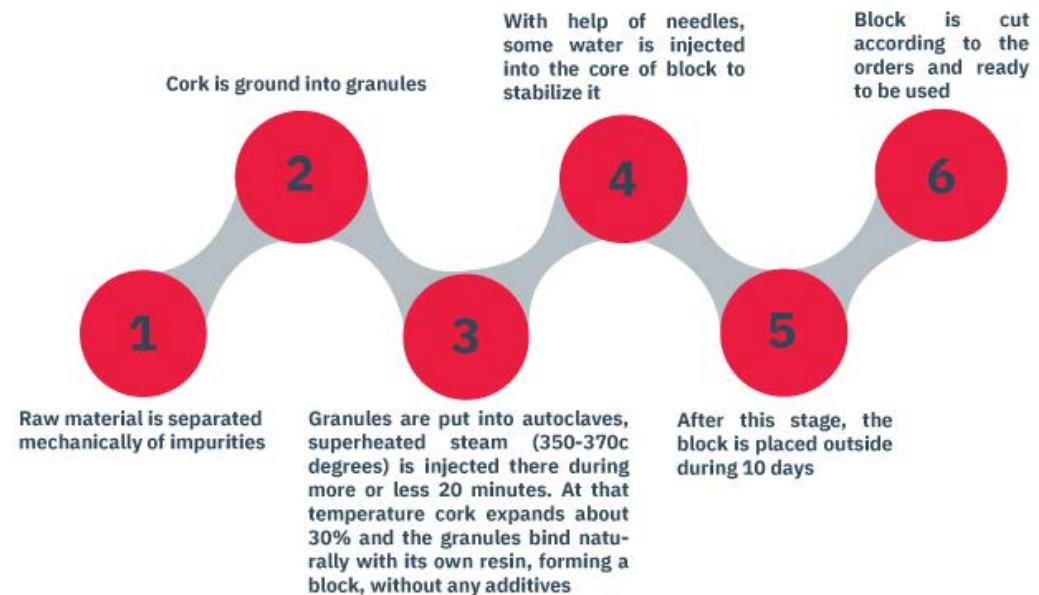 1
Raw material is separated
mechanically of impurities
2
Cork is ground into granules
3
Granules are put into autoclaves,
superheated steam (350-370c
degrees) is injected there during
more or less 20 minutes. At that
temperature cork expands about
30% and the granules bind natu-
rally with its own resin, forming a
block, without any additives
4
With help of needles,
some water is injected
into the core of block to
stabilize it
5
After this stage, the
block is placed outside
during 10 days
6
Block is cut
according to the
orders and ready
to be used